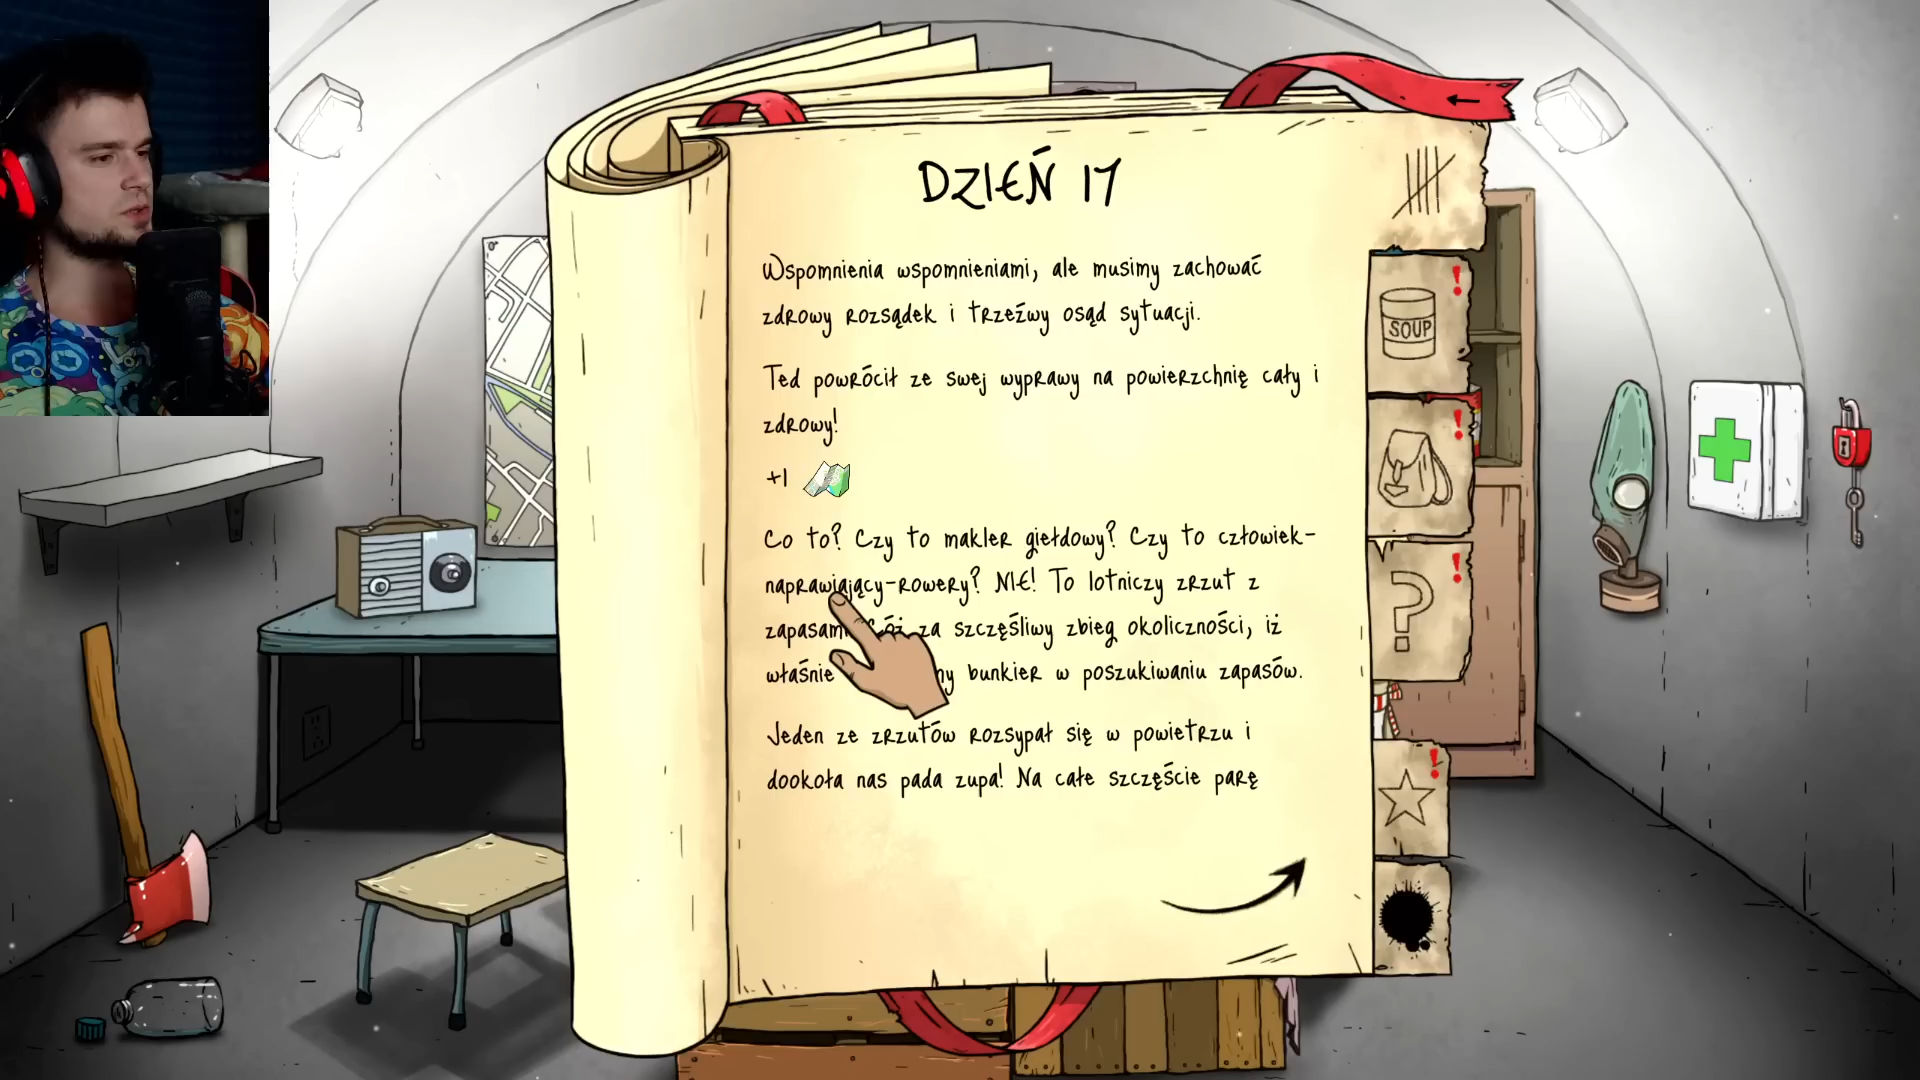 DZIEŃ 17
Wspomnienia wspomnieniami, ale musimy zachować
zdrowy rozsądek i trzeźwy osąd sytuacji.
Ted powrócił ze swej wyprawy na powierzchnię cały i
zdrowy!
+1
Co to? Czy to makler giełdowy? Czy to człowiek-
naprawiający-rowery? NIE! To lotniczy zrzut z
za szczęśliwy zbieg okoliczności, iż
właśnie bunkier w poszukiwaniu zapasów.
Jeden ze zrzutów rozsypał się w powietrzu i
dookoła nas pada zupa! Na całe szczęście parę
SOUP